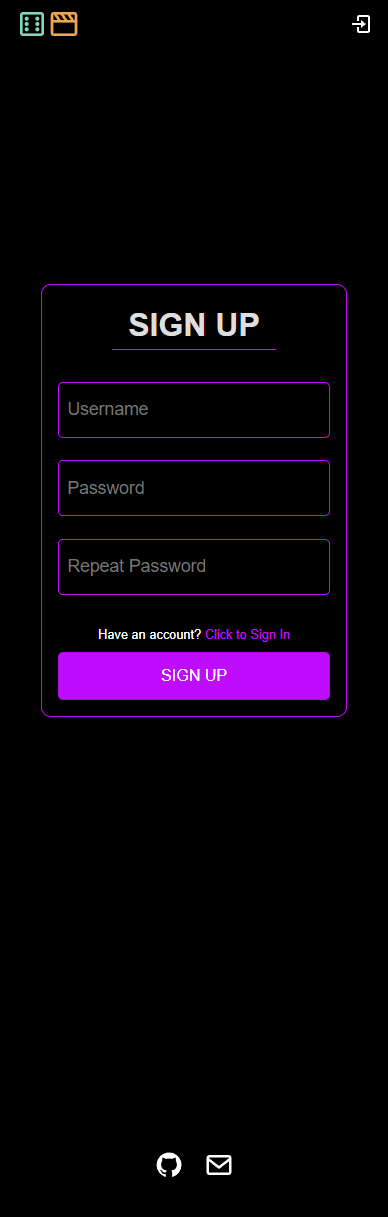 SIGN UP
Username
Password
Repeat Password
Have an account? Click to Sign In
SIGN UP